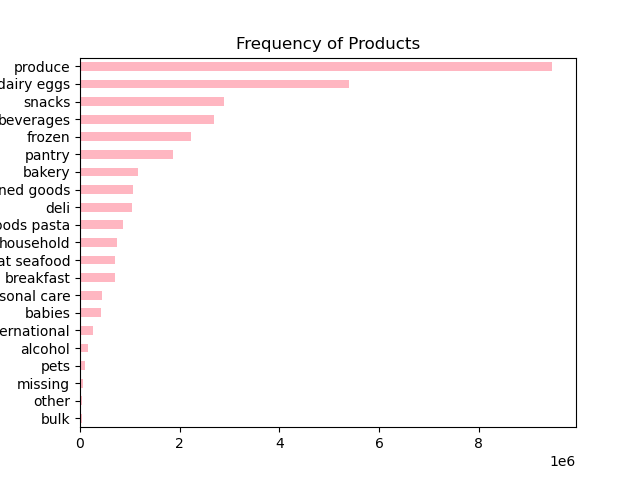 Frequency of Products
produce
dairy eggs
snacks
beverages
frozen
pantry
bakery
ned goods
deli
oods pasta
household
at seafood
breakfast
sonal care
babies
ernational
alcohol
pets
missing
other
bulk
0 2 4 6 8
1e6